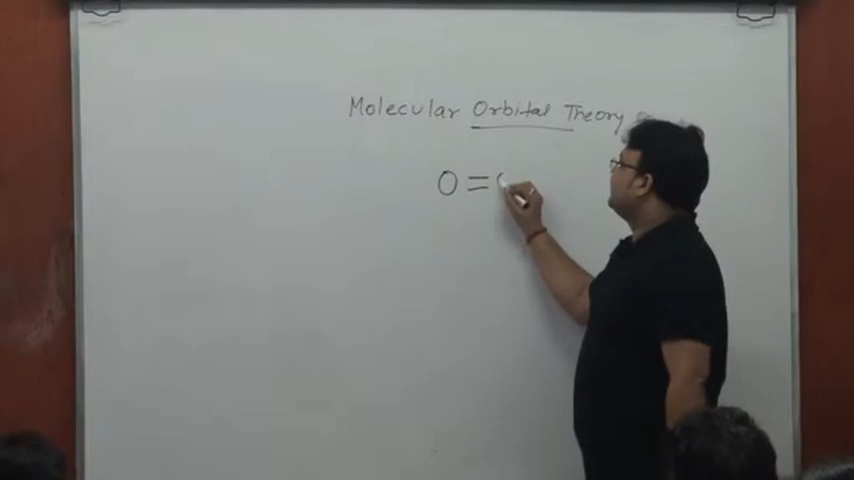 Molecular Orbital Theory
O =